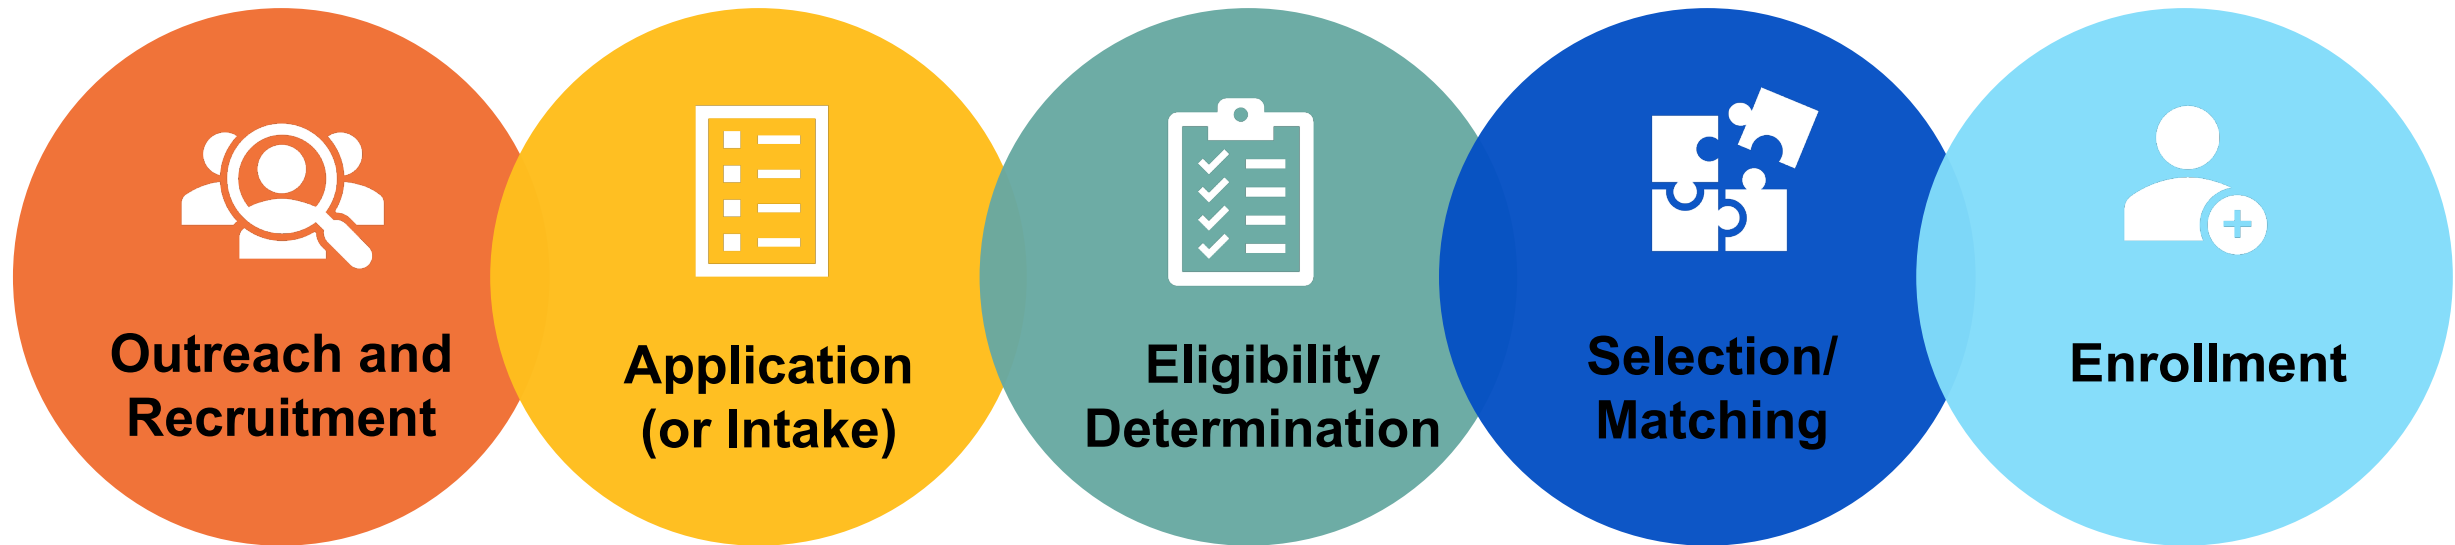 Outreach and
Recruitment
Application
(or Intake)
Eligibility
Determination
Selection/
Matching
Enrollment